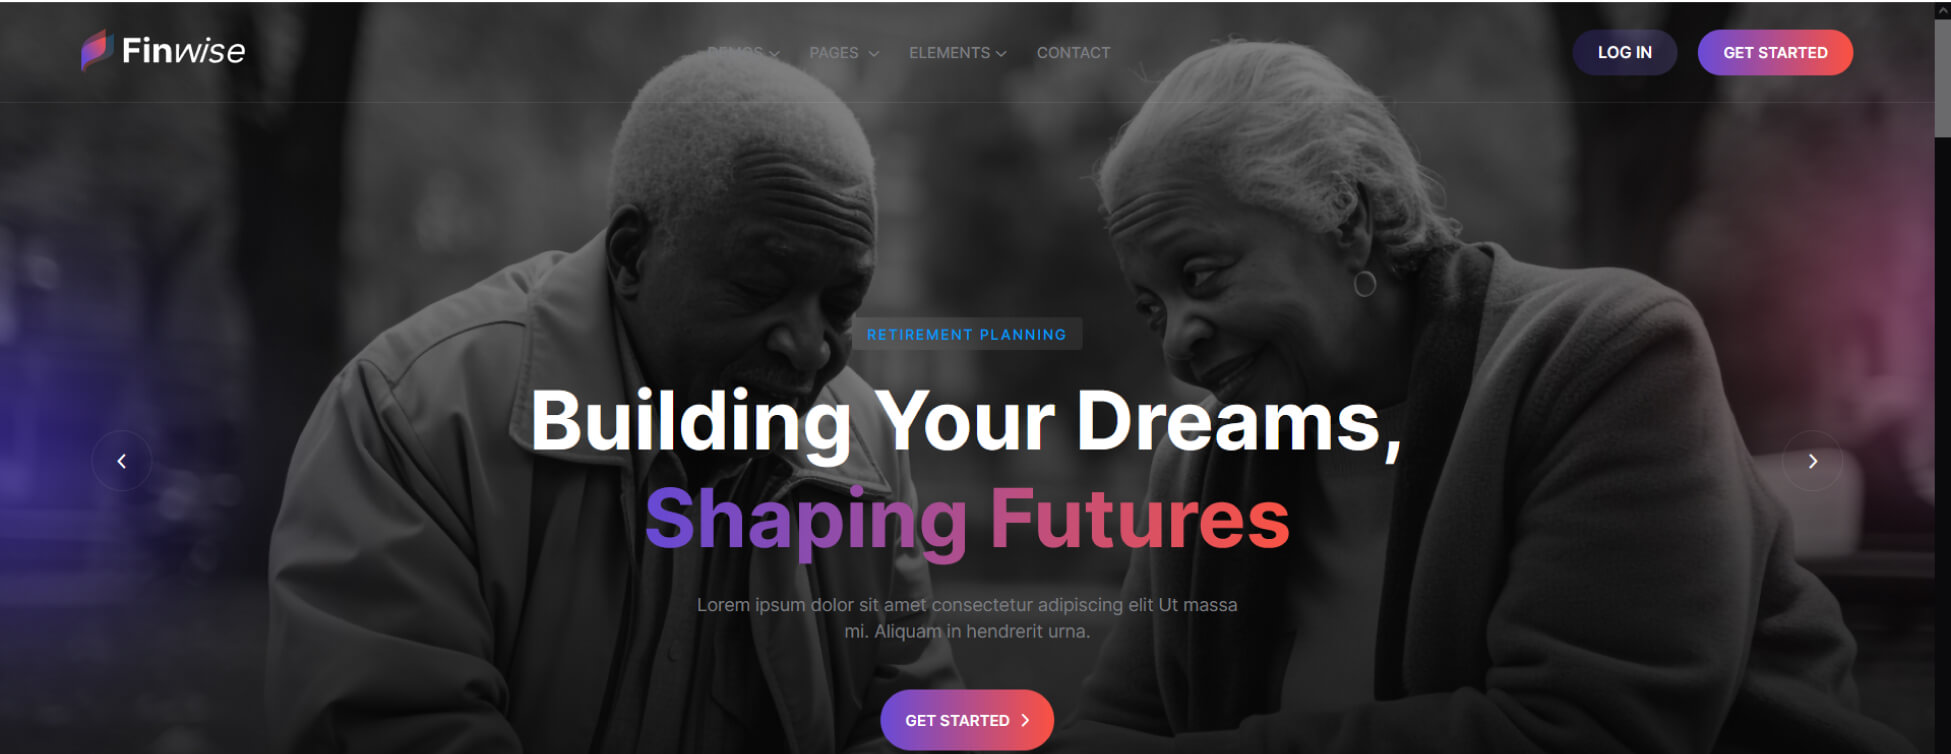 Finwise
DEMOS
PAGES
ELEMENTS
CONTACT
LOG IN
GET STARTED
RETIREMENT PLANNING
Building Your Dreams,
Shaping Futures
Lorem ipsum dolor sit amet consectetur adipiscing elit Ut massa
mi. Aliquam in hendrerit urna.
GET STARTED